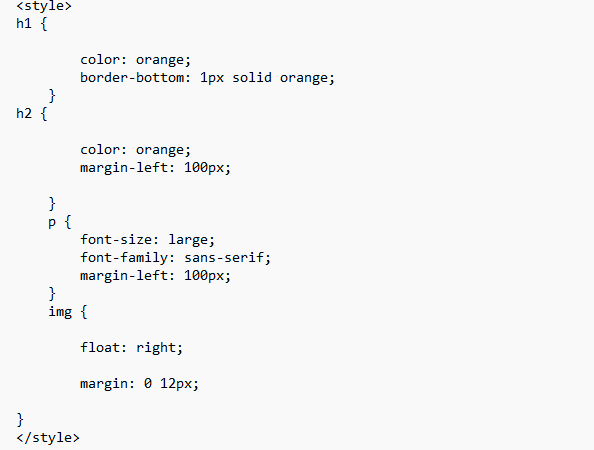 <style>
h1 {
color: orange;
border-bottom: 1px solid orange;
}
h2 {
color: orange;
margin-left: 100px;
}
p {
font-size: large;
font-family: sans-serif;
margin-left: 100px;
}
img {
float: right;
margin: 0 12px;
}
</style>